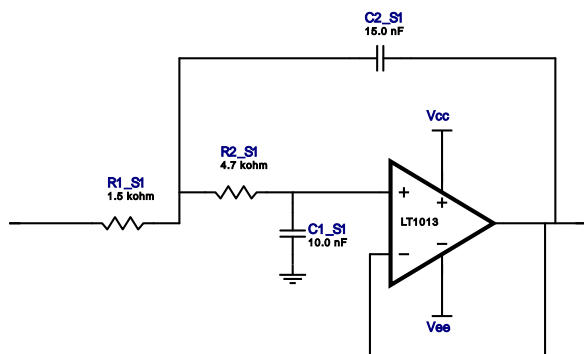 C2_S1
15.0 nF
Vcc
R2_S1
4.7 kohm
R1_S1
1.5 kohm
+
+
LT1013
C1_S1
10.0 nF
−
−
Vee